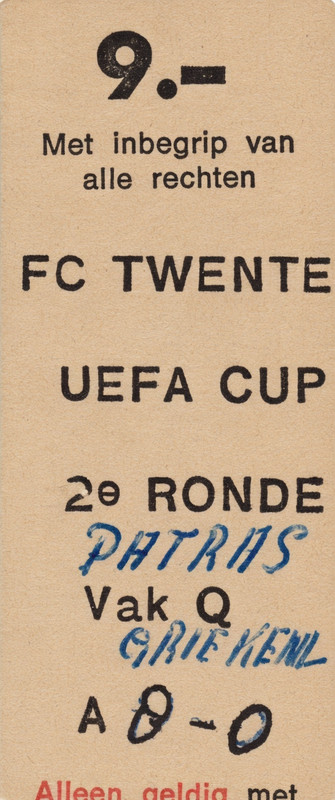 9.-
Met inbegrip van
alle rechten
FC TWENTE
UEFA CUP
2e RONDE
PATRAS
Vak Q
GRIEKENL
A 8-0
Alleen geldig met